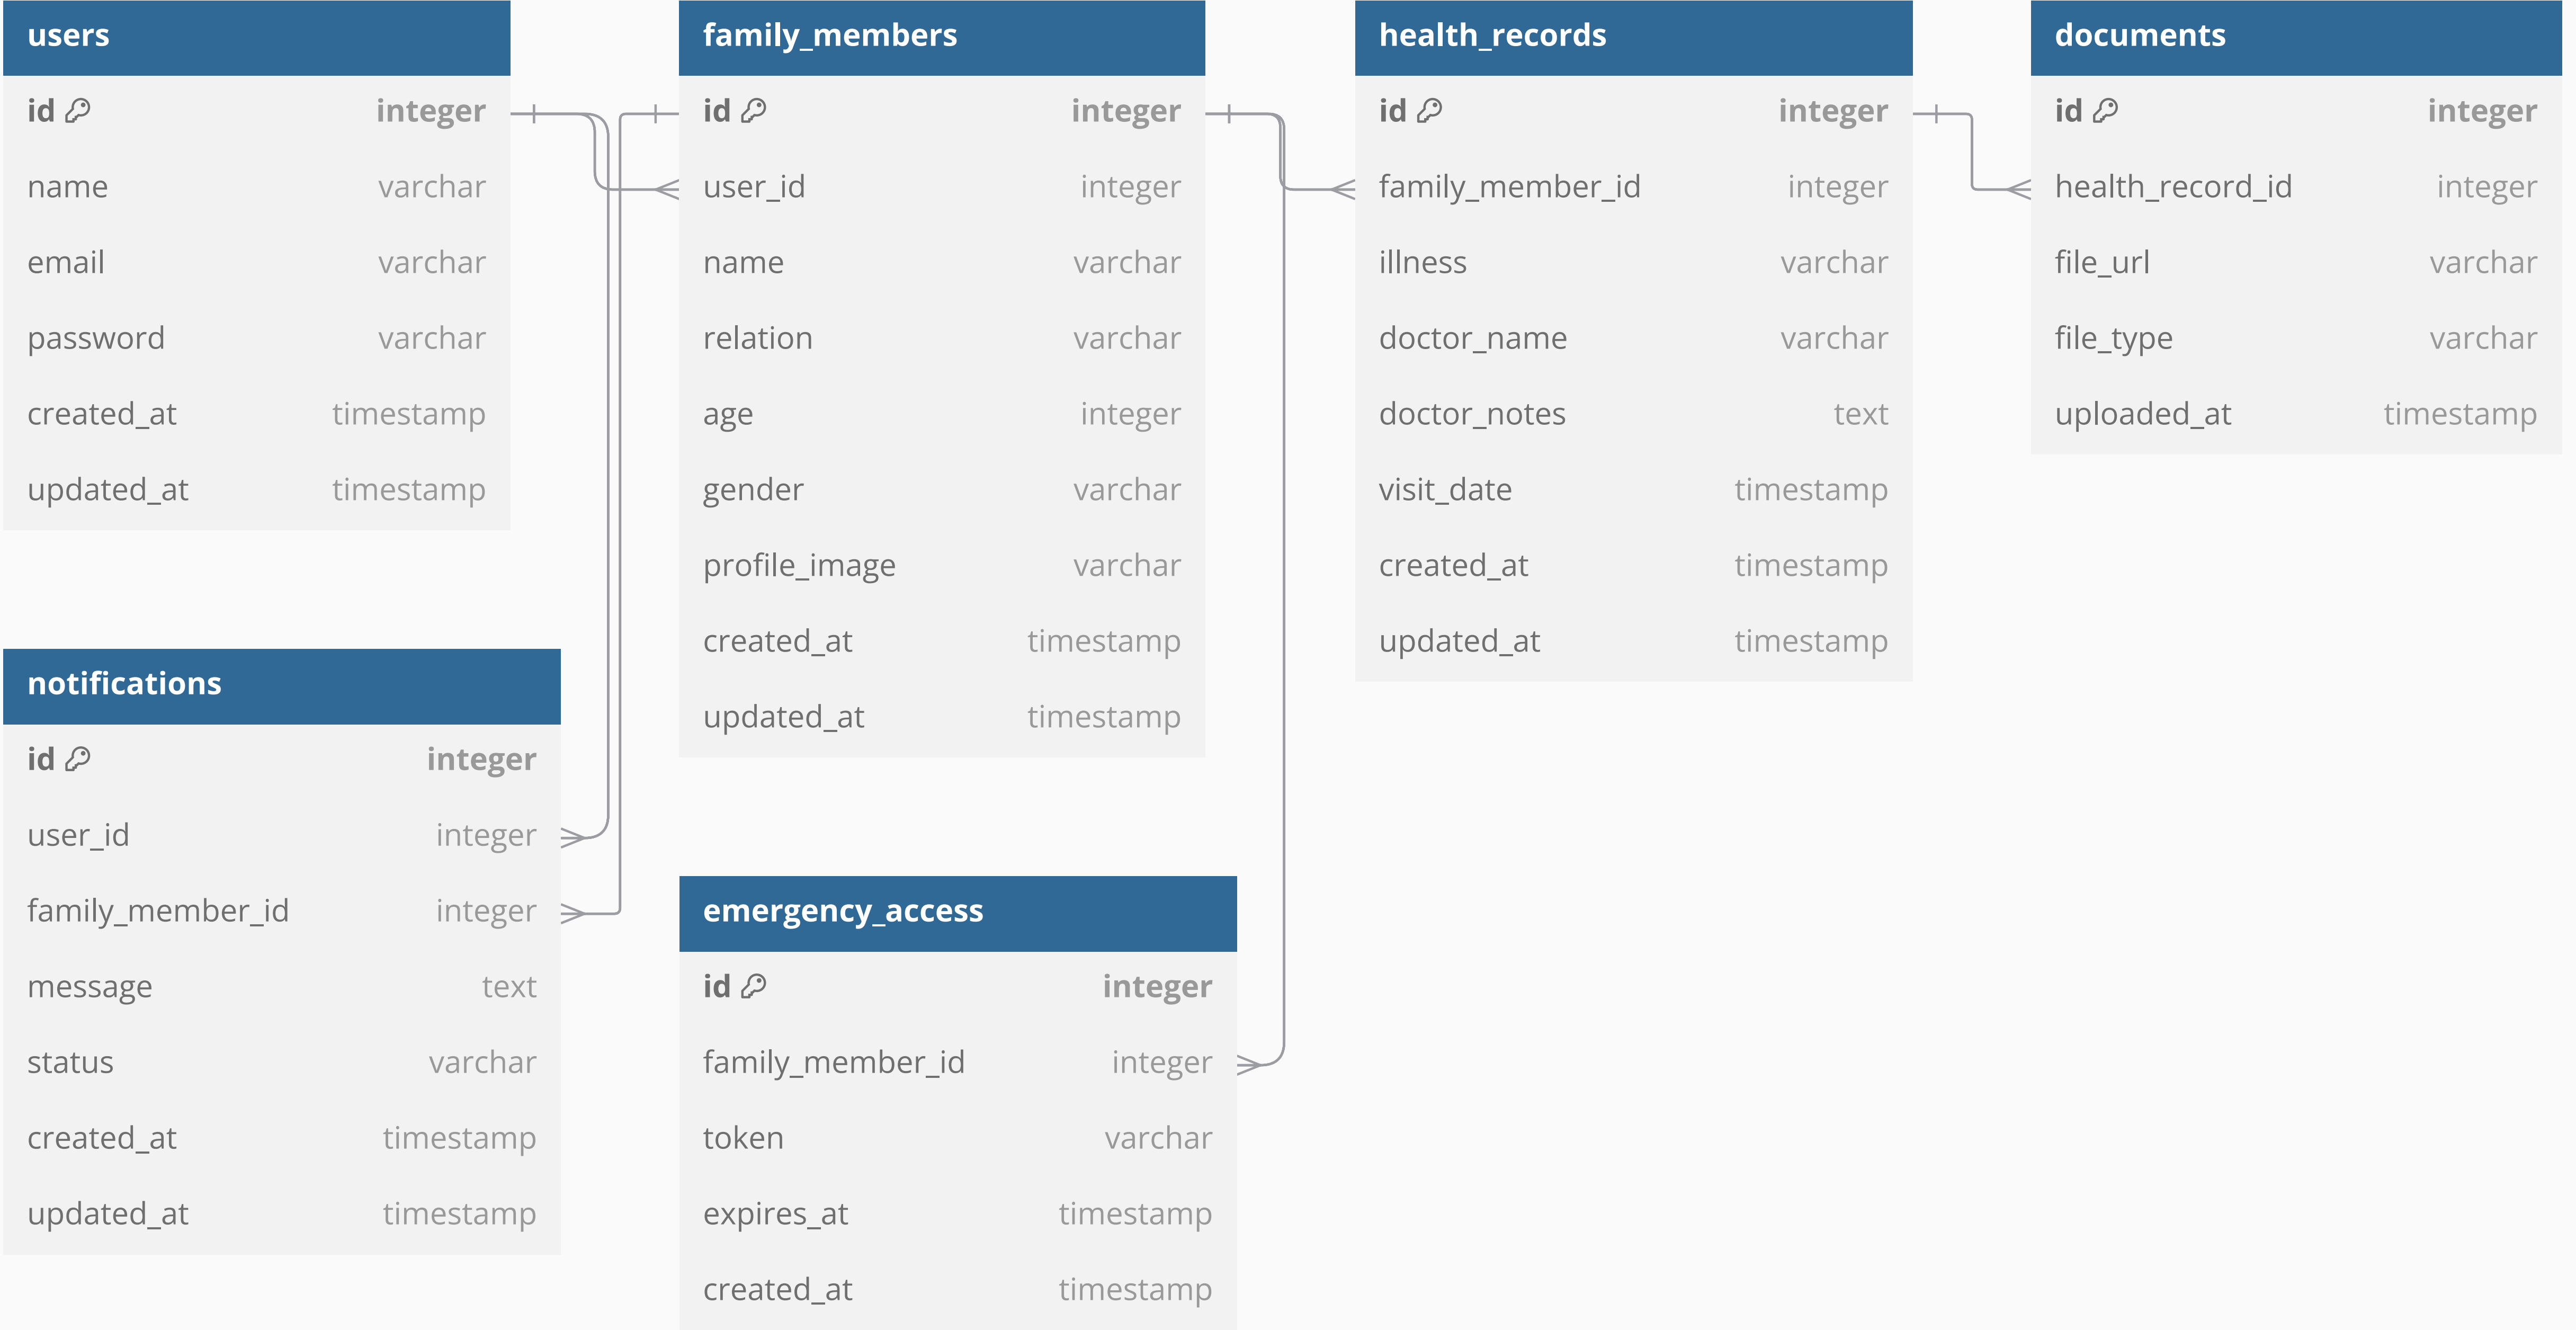 users
id integer
name varchar
email varchar
password varchar
created_at timestamp
updated_at timestamp
family_members
id integer
user_id integer
name varchar
relation varchar
age integer
gender varchar
profile_image varchar
created_at timestamp
updated_at timestamp
health_records
id integer
family_member_id integer
illness varchar
doctor_name varchar
doctor_notes text
visit_date timestamp
created_at timestamp
updated_at timestamp
documents
id integer
health_record_id integer
file_url varchar
file_type varchar
uploaded_at timestamp
notifications
id integer
user_id integer
family_member_id integer
message text
status varchar
created_at timestamp
updated_at timestamp
emergency_access
id integer
family_member_id integer
token varchar
expires_at timestamp
created_at timestamp